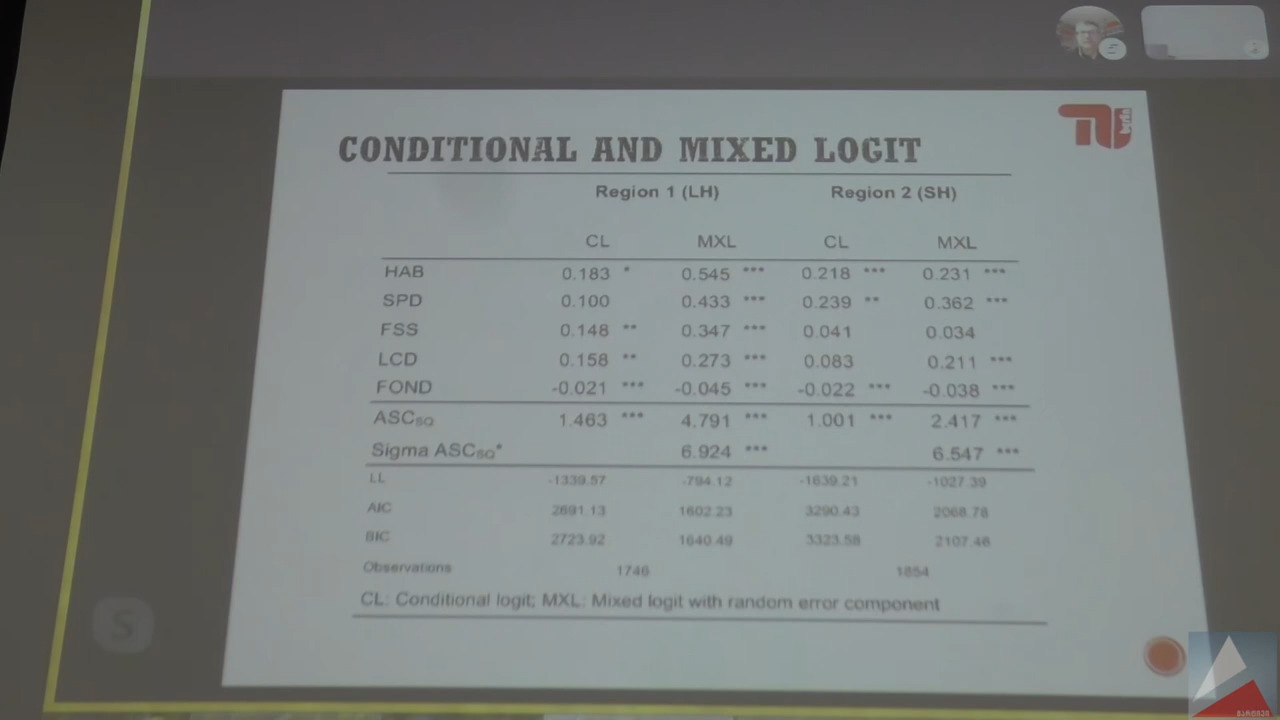 CONDITIONAL AND MIXED LOGIT
Region 1 (LH) Region 2 (SH)
CL MXL CL MXL
HAB 0.183 * 0.545 *** 0.218 *** 0.231 ***
SPD 0.100 0.433 *** 0.239 ** 0.362 ***
FSS 0.148 ** 0.347 *** 0.041 0.034
LCD 0.158 ** 0.273 *** 0.083 0.211 ***
FOND -0.021 *** -0.045 *** -0.022 *** -0.038 ***
ASCSQ 1.463 *** 4.791 *** 1.001 *** 2.417 ***
Sigma ASCSQ* 6.924 *** 6.547 ***
LL -1339.57 -794.12 -1639.21 -1027.39
AIC 2691.13 1602.23 3290.43 2068.78
BIC 2723.92 1640.49 3323.58 2107.46
Observations 1746 1854
CL: Conditional logit; MXL: Mixed logit with random error component
berlin
S